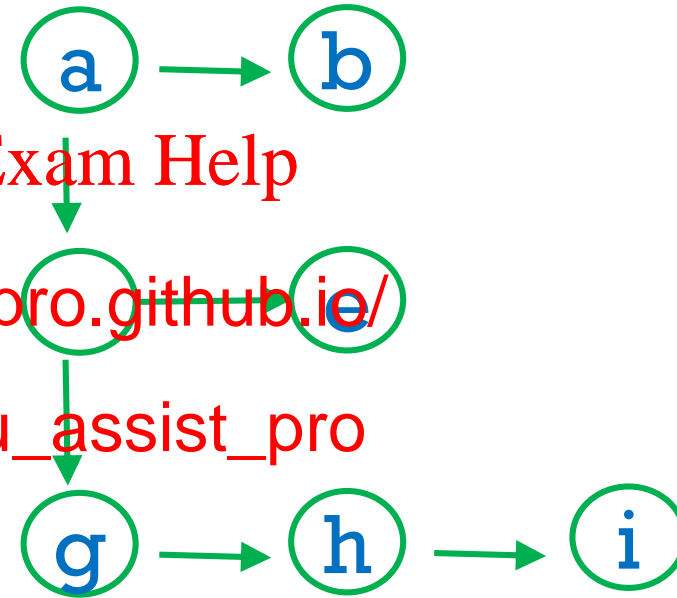 a b
Exam Help
pro.github.io/
e
u_assist_pro
g h i